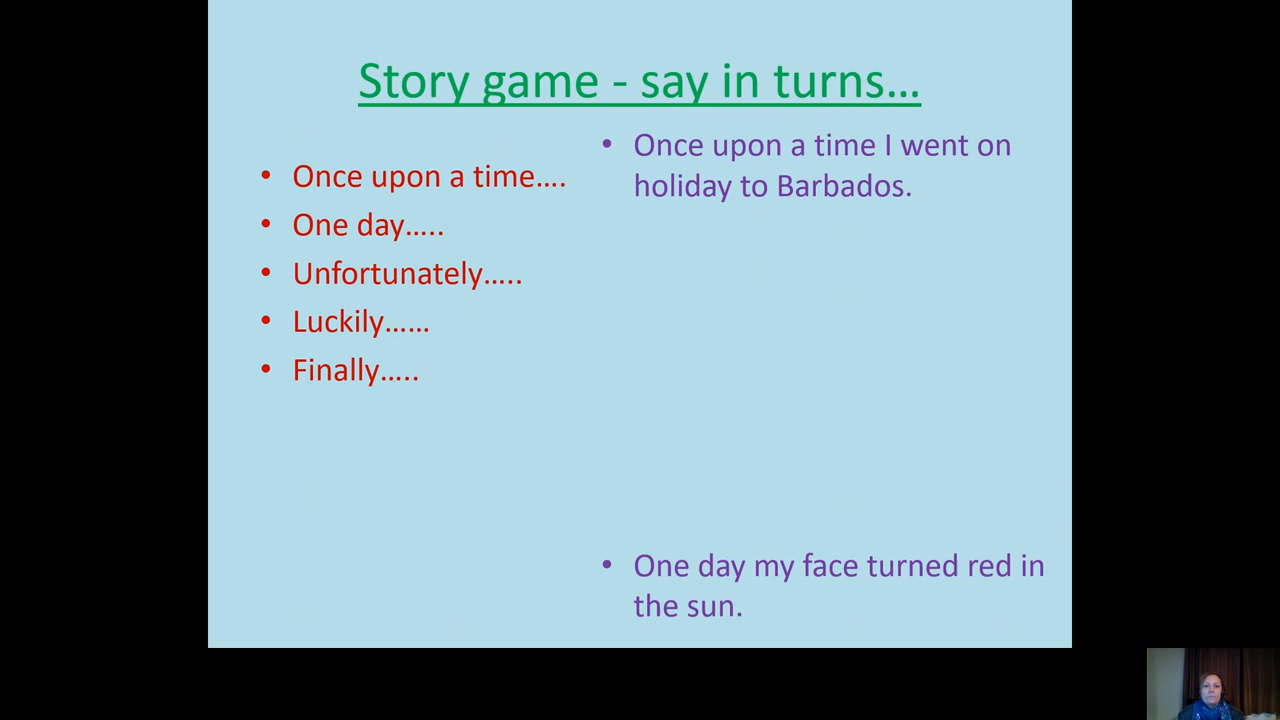 Story game - say in turns…
• Once upon a time….
• One day…..
• Unfortunately…..
• Luckily……
• Finally…..
• Once upon a time I went on
holiday to Barbados.
• One day my face turned red in
the sun.